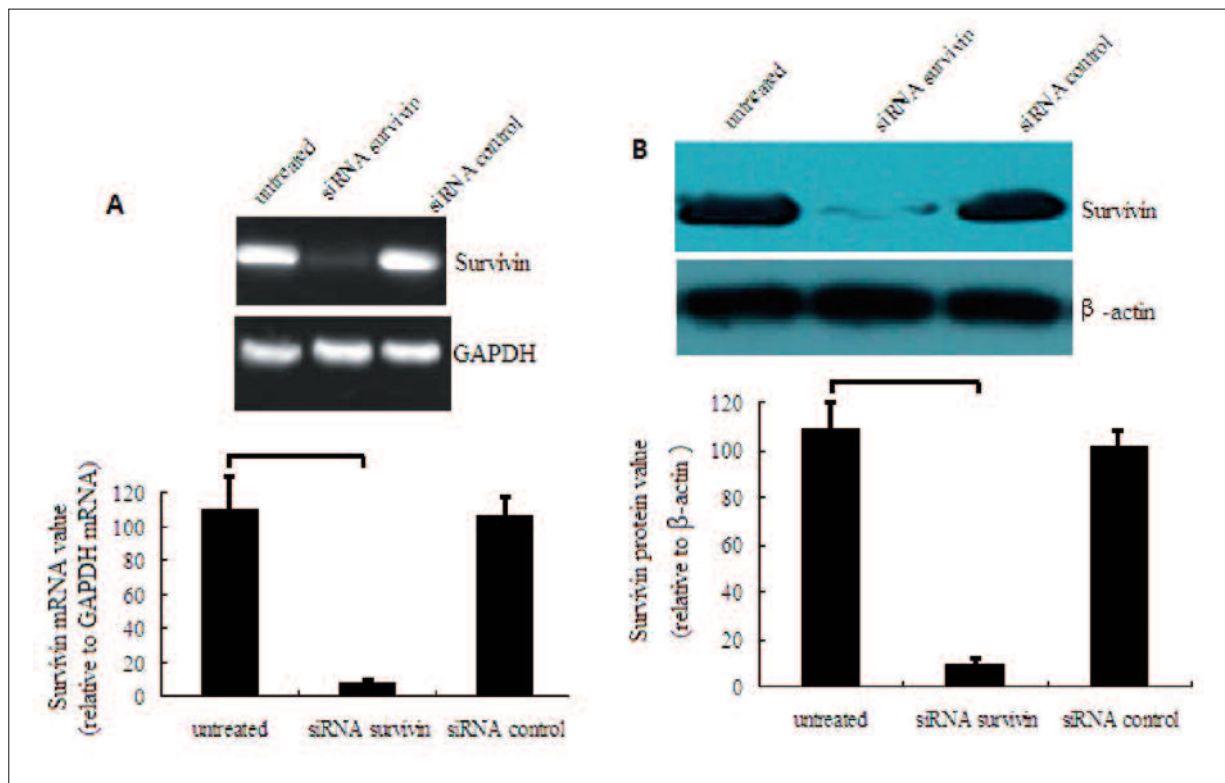 A
untreated
siRNA survivin
siRNA control
Survivin
GAPDH
Survivin mRNA value
(relative to GAPDH mRNA)
120
100
80
60
40
20
0
untreated
siRNA survivin
siRNA control
B
untreated
siRNA survivin
siRNA control
Survivin
β -actin
Survivin protein value
(relative to β-actin )
120
100
80
60
40
20
0
untreated
siRNA survivin
siRNA control